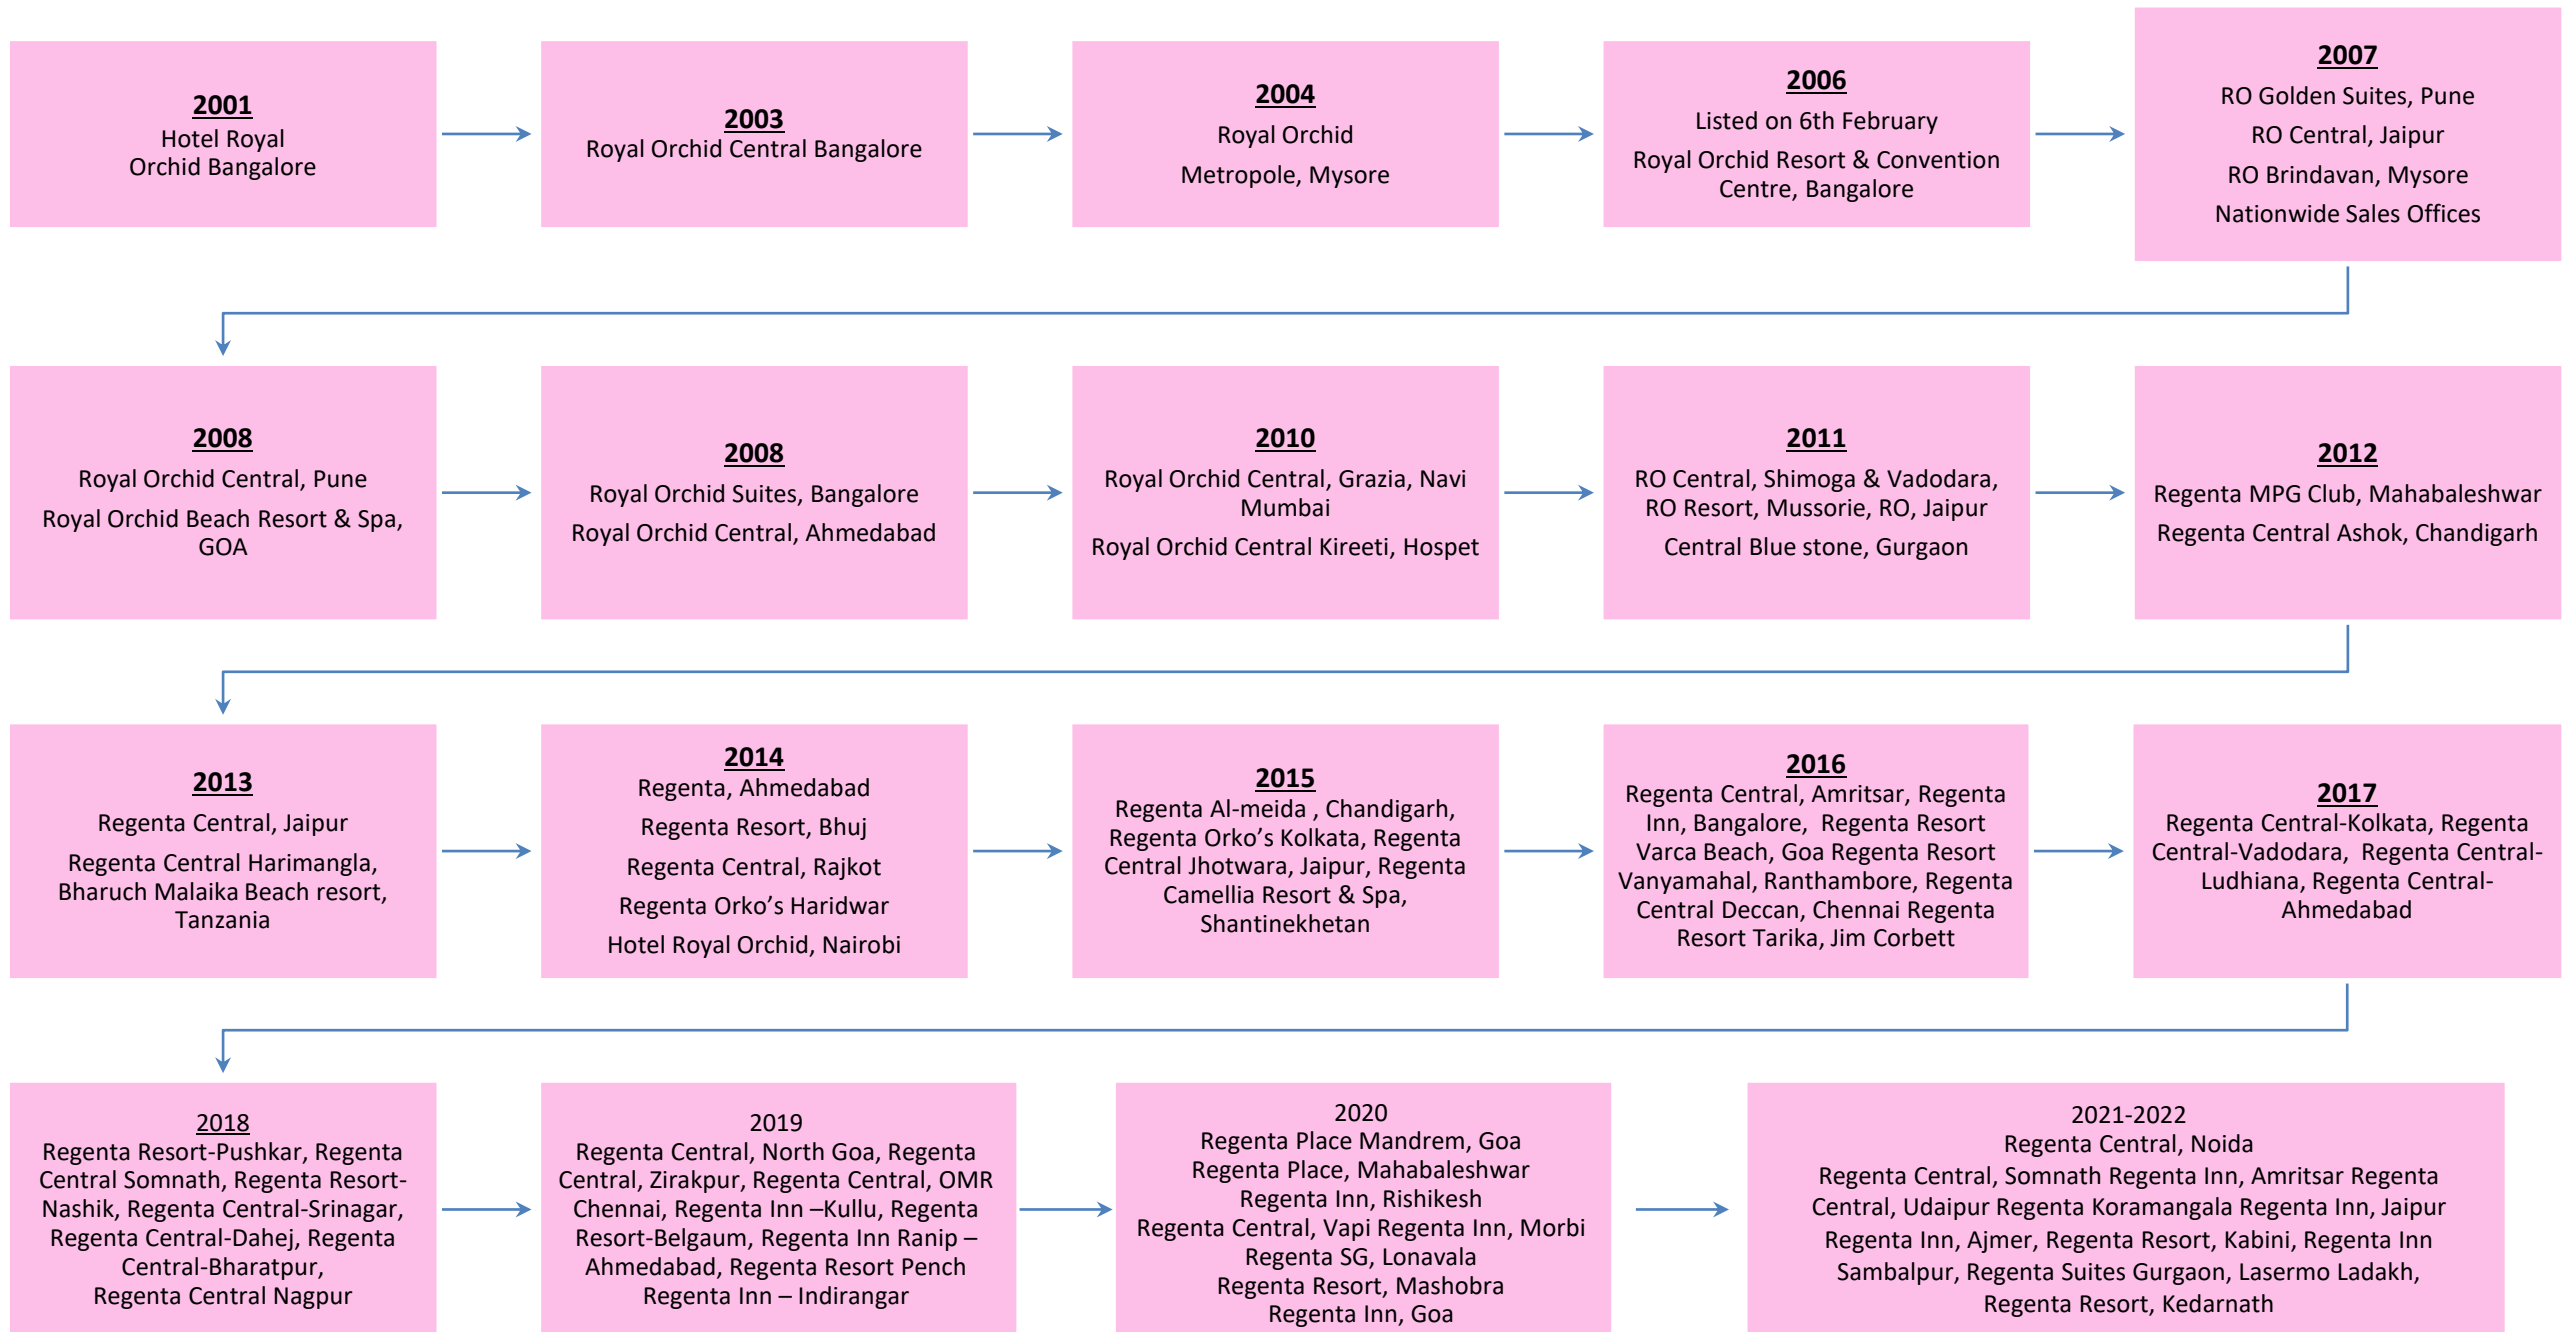 2001
Hotel Royal
Orchid Bangalore
2003
Royal Orchid Central Bangalore
2004
Royal Orchid
Metropole, Mysore
2006
Listed on 6th February
Royal Orchid Resort & Convention
Centre, Bangalore
2007
RO Golden Suites, Pune
RO Central, Jaipur
RO Brindavan, Mysore
Nationwide Sales Offices
2008
Royal Orchid Central, Pune
Royal Orchid Beach Resort & Spa,
GOA
2008
Royal Orchid Suites, Bangalore
Royal Orchid Central, Ahmedabad
2010
Royal Orchid Central, Grazia, Navi
Mumbai
Royal Orchid Central Kireeti, Hospet
2011
RO Central, Shimoga & Vadodara,
RO Resort, Mussorie, RO, Jaipur
Central Blue stone, Gurgaon
2012
Regenta MPG Club, Mahabaleshwar
Regenta Central Ashok, Chandigarh
2013
Regenta Central, Jaipur
Regenta Central Harimangla,
Bharuch Malaika Beach resort,
Tanzania
2014
Regenta, Ahmedabad
Regenta Resort, Bhuj
Regenta Central, Rajkot
Regenta Orko’s Haridwar
Hotel Royal Orchid, Nairobi
2015
Regenta Al-meida , Chandigarh,
Regenta Orko’s Kolkata, Regenta
Central Jhotwara, Jaipur, Regenta
Camellia Resort & Spa,
Shantinekhetan
2016
Regenta Central, Amritsar, Regenta
Inn, Bangalore,  Regenta Resort
Varca Beach, Goa Regenta Resort
Vanyamahal, Ranthambore, Regenta
Central Deccan, Chennai Regenta
Resort Tarika, Jim Corbett
2017
Regenta Central-Kolkata, Regenta
Central-Vadodara,  Regenta Central-
Ludhiana, Regenta Central-
Ahmedabad
2018
Regenta Resort-Pushkar, Regenta
Central Somnath, Regenta Resort-
Nashik, Regenta Central-Srinagar,
Regenta Central-Dahej, Regenta
Central-Bharatpur,
Regenta Central Nagpur
2019
Regenta Central, North Goa, Regenta
Central, Zirakpur, Regenta Central, OMR
Chennai, Regenta Inn –Kullu, Regenta
Resort-Belgaum, Regenta Inn Ranip –
Ahmedabad, Regenta Resort Pench
Regenta Inn – Indirangar
2020
Regenta Place Mandrem, Goa
Regenta Place, Mahabaleshwar
Regenta Inn, Rishikesh
Regenta Central, Vapi Regenta Inn, Morbi
Regenta SG, Lonavala
Regenta Resort, Mashobra
Regenta Inn, Goa
2021-2022
Regenta Central, Noida
Regenta Central, Somnath Regenta Inn, Amritsar Regenta
Central, Udaipur Regenta Koramangala Regenta Inn, Jaipur
Regenta Inn, Ajmer, Regenta Resort, Kabini, Regenta Inn
Sambalpur, Regenta Suites Gurgaon, Lasermo Ladakh,
Regenta Resort, Kedarnath